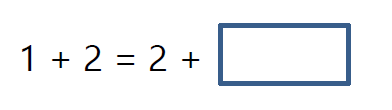 1 + 2 = 2 +